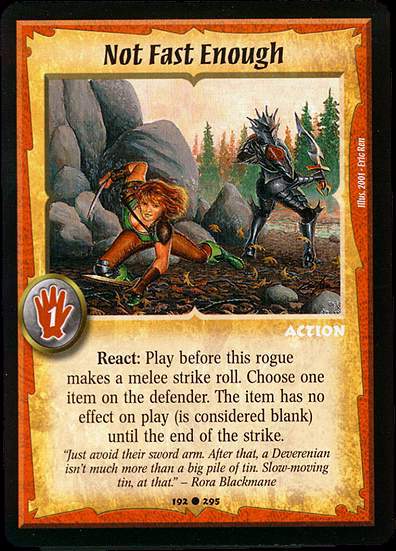 Not Fast Enough
Illus. 2001 - Eric Ren
1
ACTION
React: Play before this rogue
makes a melee strike roll. Choose one
item on the defender. The item has no
effect on play (is considered blank)
until the end of the strike.
“Just avoid their sword arm. After that, a Deverenian
isn’t much more than a big pile of tin. Slow-moving
tin, at that.” – Rora Blackmane
192 ● 295